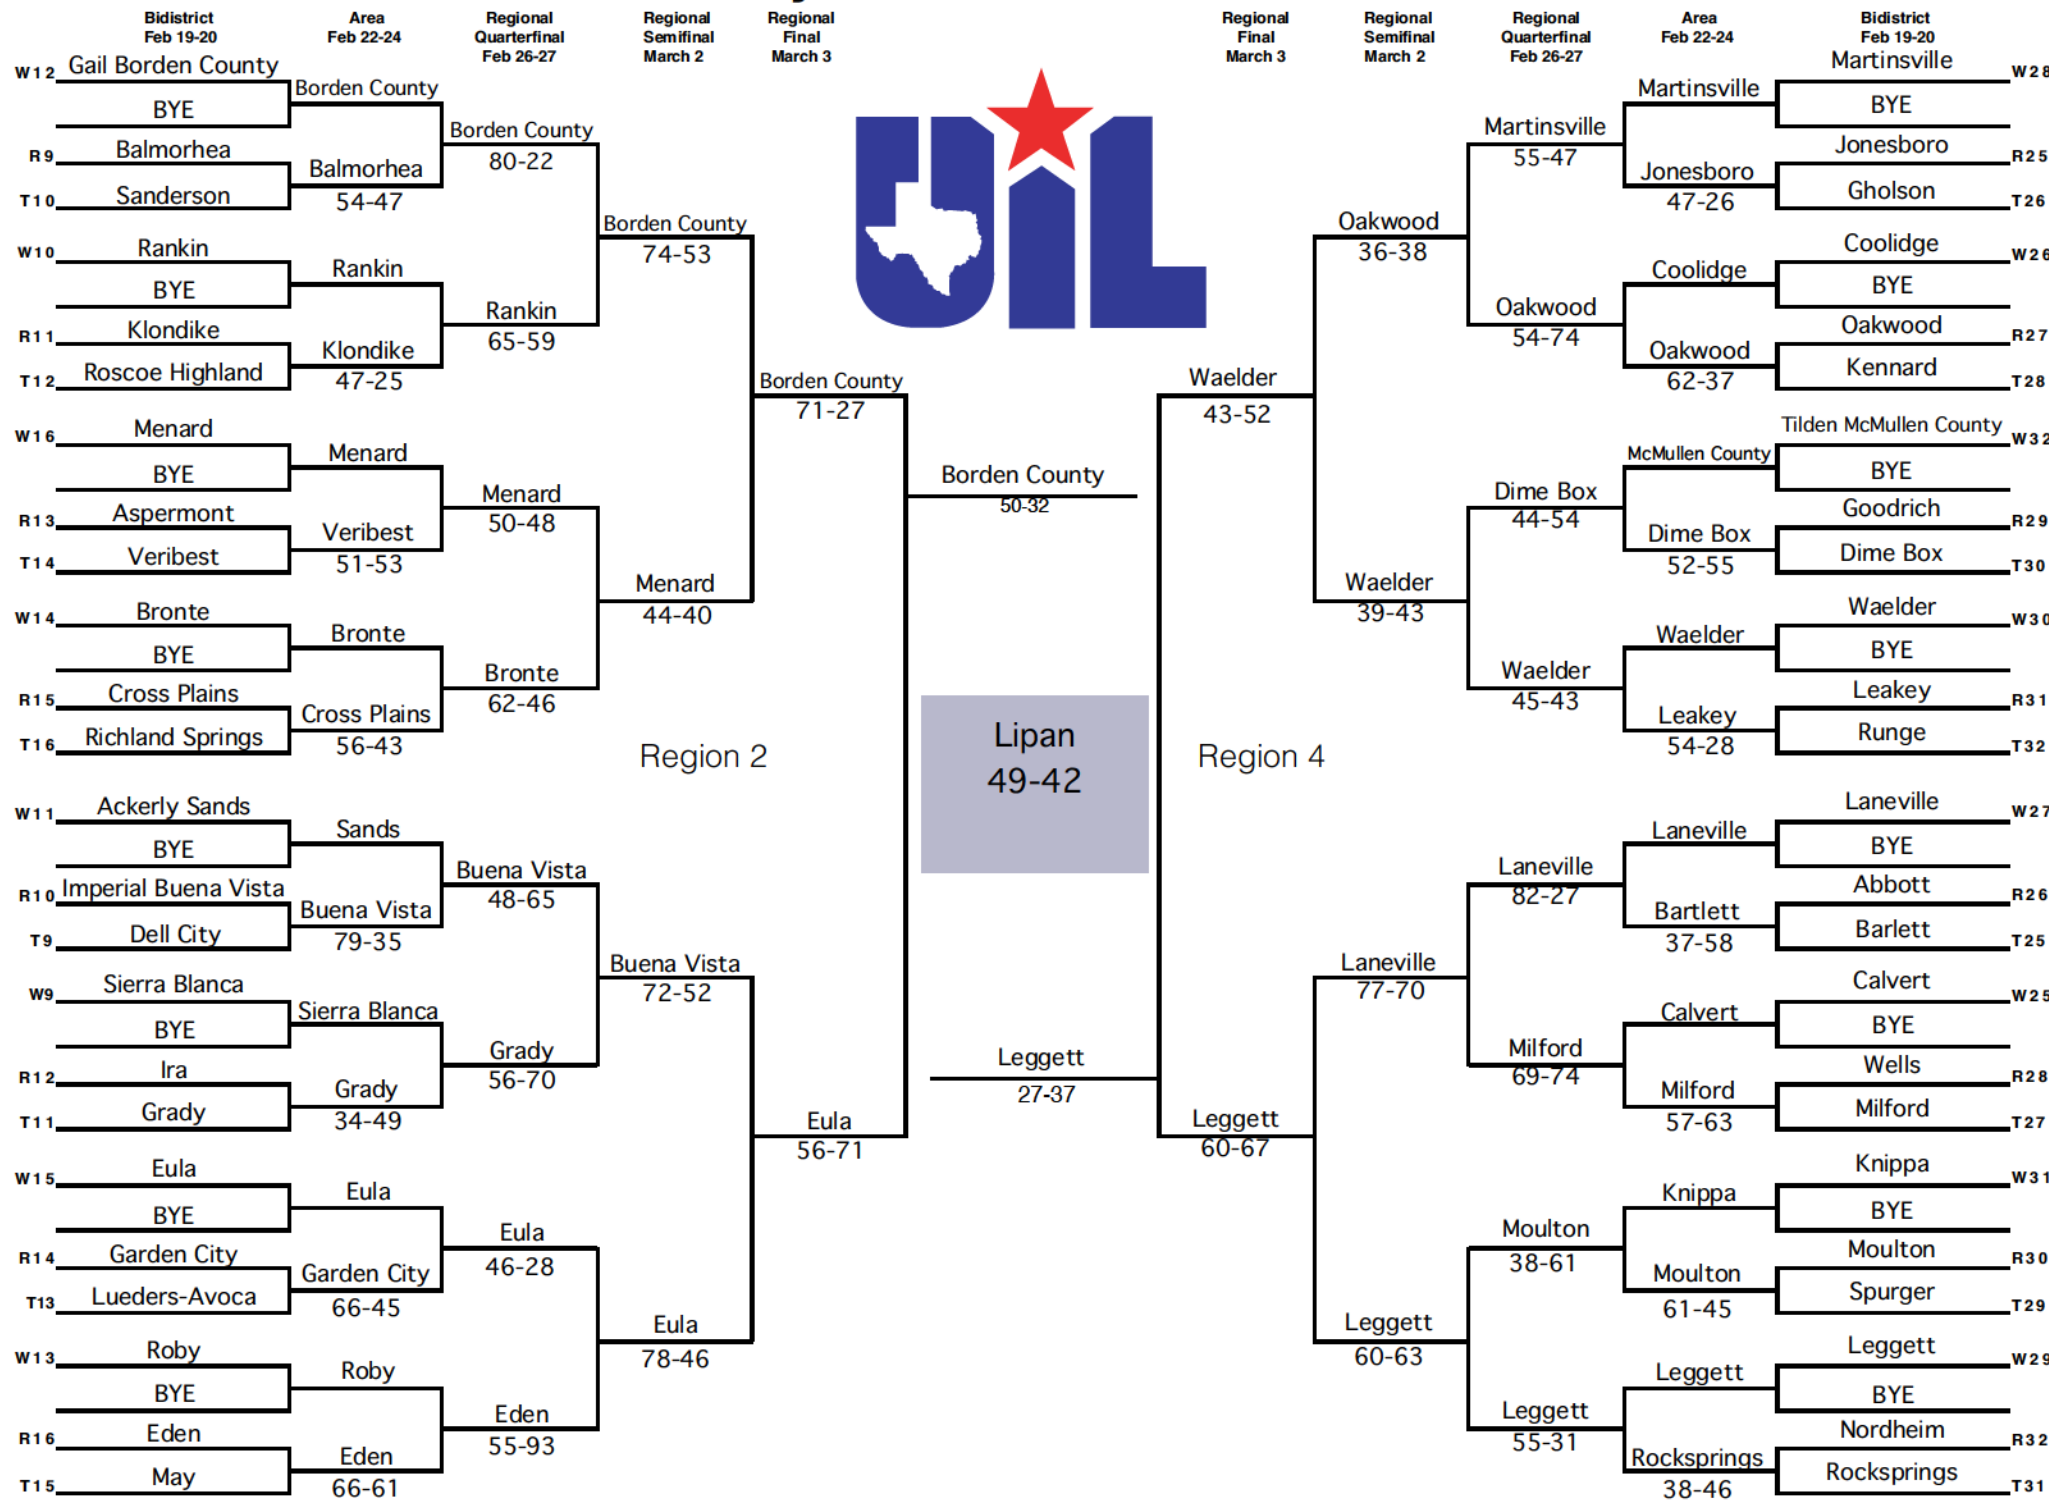 Bidistrict
Feb 19-20
Area
Feb 22-24
Regional
Quarterfinal
Feb 26-27
Regional
Semifinal
March 2
Regional
Final
March 3
Regional
Final
March 3
Regional
Semifinal
March 2
Regional
Quarterfinal
Feb 26-27
Area
Feb 22-24
Bidistrict
Feb 19-20
W12 Gail Borden County
BYE
R9 Balmorhea
T10 Sanderson
W10 Rankin
BYE
R11 Klondike
T12 Roscoe Highland
W16 Menard
BYE
R13 Aspermont
T14 Veribest
W14 Bronte
BYE
R15 Cross Plains
T16 Richland Springs
W11 Ackerly Sands
BYE
R10 Imperial Buena Vista
T9 Dell City
W9 Sierra Blanca
BYE
R12 Ira
T11 Grady
W15 Eula
BYE
R14 Garden City
T13 Lueders-Avoca
W13 Roby
BYE
R16 Eden
T15 May
Borden County
Balmorhea
54-47
Rankin
Klondike
47-25
Menard
Veribest
51-53
Bronte
Cross Plains
56-43
Sands
Buena Vista
79-35
Sierra Blanca
Grady
34-49
Eula
Garden City
66-45
Roby
Eden
66-61
Borden County
80-22
Rankin
65-59
Menard
50-48
Bronte
62-46
Buena Vista
48-65
Grady
56-70
Eula
46-28
Eden
55-93
Borden County
74-53
Menard
44-40
Buena Vista
72-52
Eula
78-46
Borden County
71-27
Eula
56-71
Region 2
UIL
Borden County
50-32
Lipan
49-42
Leggett
27-37
Region 4
Waelder
43-52
Leggett
60-67
Oakwood
36-38
Waelder
39-43
Laneville
77-70
Leggett
60-63
Martinsville
55-47
Oakwood
54-74
Dime Box
44-54
Waelder
45-43
Laneville
82-27
Milford
69-74
Moulton
38-61
Leggett
55-31
Martinsville
Jonesboro
47-26
Coolidge
Oakwood
62-37
McMullen County
Dime Box
52-55
Waelder
Leakey
54-28
Laneville
Bartlett
37-58
Calvert
Milford
57-63
Knippa
Moulton
61-45
Leggett
Rocksprings
38-46
Martinsville W28
BYE
Jonesboro R25
Gholson T26
Coolidge W26
BYE
Oakwood R27
Kennard T28
Tilden McMullen County W32
BYE
Goodrich R29
Dime Box T30
Waelder W30
BYE
Leakey R31
Runge T32
Laneville W27
BYE
Abbott R26
Barlett T25
Calvert W25
BYE
Wells R28
Milford T27
Knippa W31
BYE
Moulton R30
Spurger T29
Leggett W29
BYE
Nordheim R32
Rocksprings T31